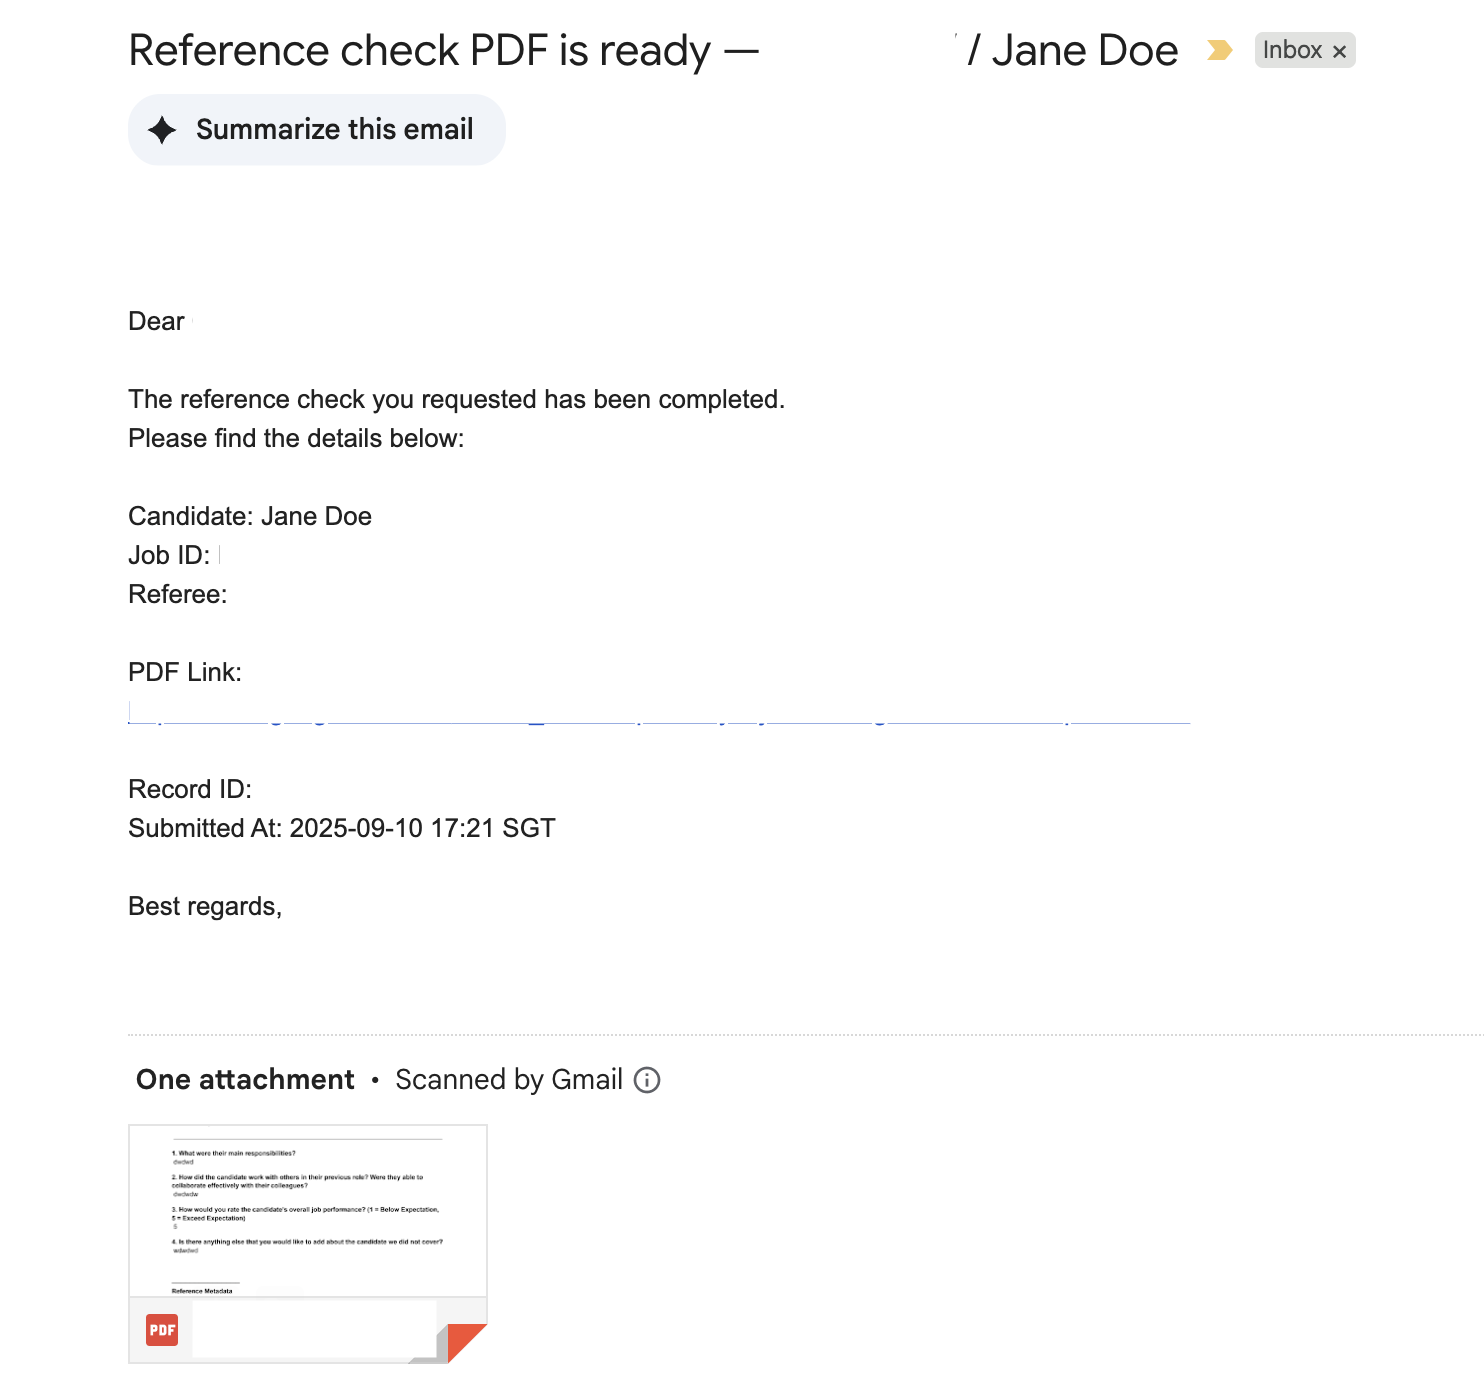 Reference check PDF is ready — / Jane Doe Inbox ×
Summarize this email
Dear
The reference check you requested has been completed.
Please find the details below:
Candidate: Jane Doe
Job ID:
Referee:
PDF Link:
Record ID:
Submitted At: 2025-09-10 17:21 SGT
Best regards,
One attachment • Scanned by Gmail
1. What were their main responsibilities?
dwdwd
2. How did the candidate work with others in their previous role? Were they able to
collaborate effectively with their colleagues?
dwdwdw
3. How would you rate the candidate's overall job performance? (1 = Below Expectation,
5 = Exceed Expectation)
5
4. Is there anything else that you would like to add about the candidate we did not cover?
wdwdwd
Reference Metadata
PDF